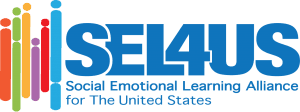 SEL4US
Social Emotional Learning Alliance
for The United States